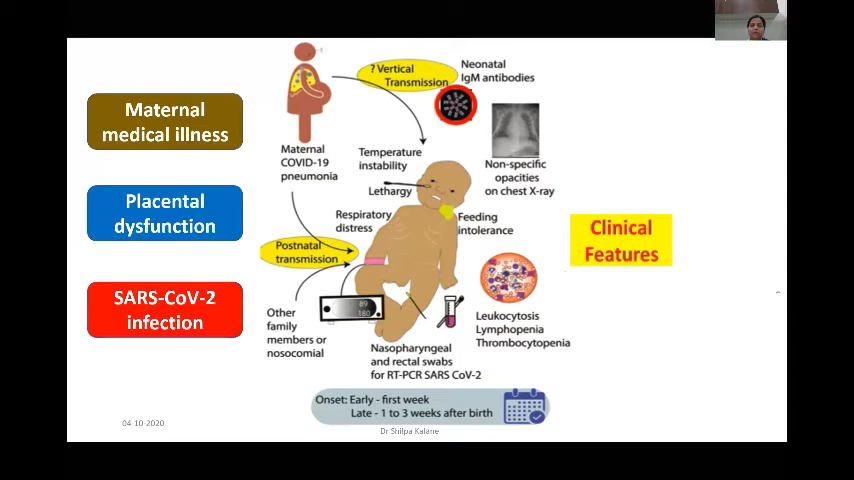 Maternal
medical illness
Placental
dysfunction
SARS-CoV-2
infection
? Vertical
Transmission
Neonatal
IgM antibodies
Maternal
COVID-19
pneumonia
Temperature
instability
Lethargy
Non-specific
opacities
on chest X-ray
Respiratory
distress
Feeding
intolerance
Postnatal
transmission
Clinical
Features
89
180
Other
family
members or
nosocomial
Leukocytosis
Lymphopenia
Thrombocytopenia
Nasopharyngeal
and rectal swabs
for RT-PCR SARS CoV-2
Onset: Early - first week
Late - 1 to 3 weeks after birth
04-10-2020
Dr Shilpa Kalane